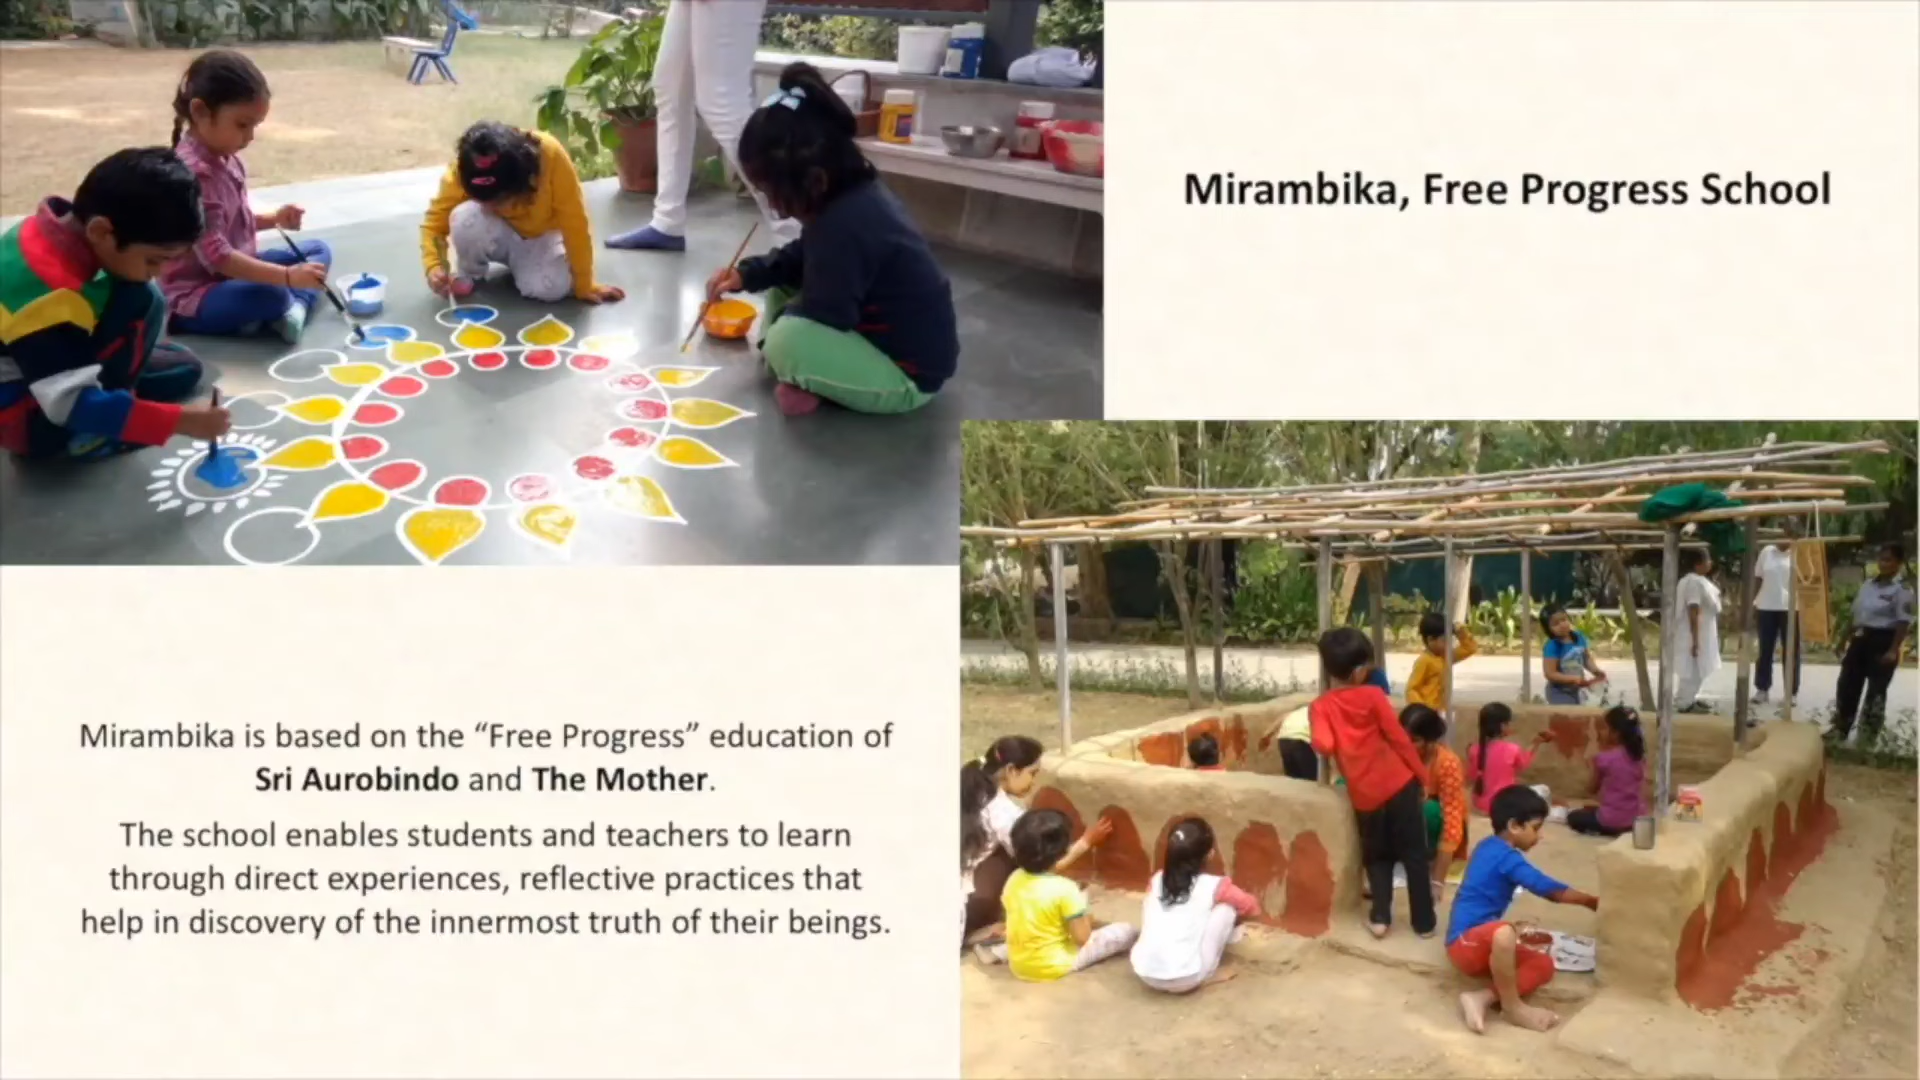 Mirambika, Free Progress School
Mirambika is based on the “Free Progress” education of
Sri Aurobindo and The Mother.
The school enables students and teachers to learn
through direct experiences, reflective practices that
help in discovery of the innermost truth of their beings.